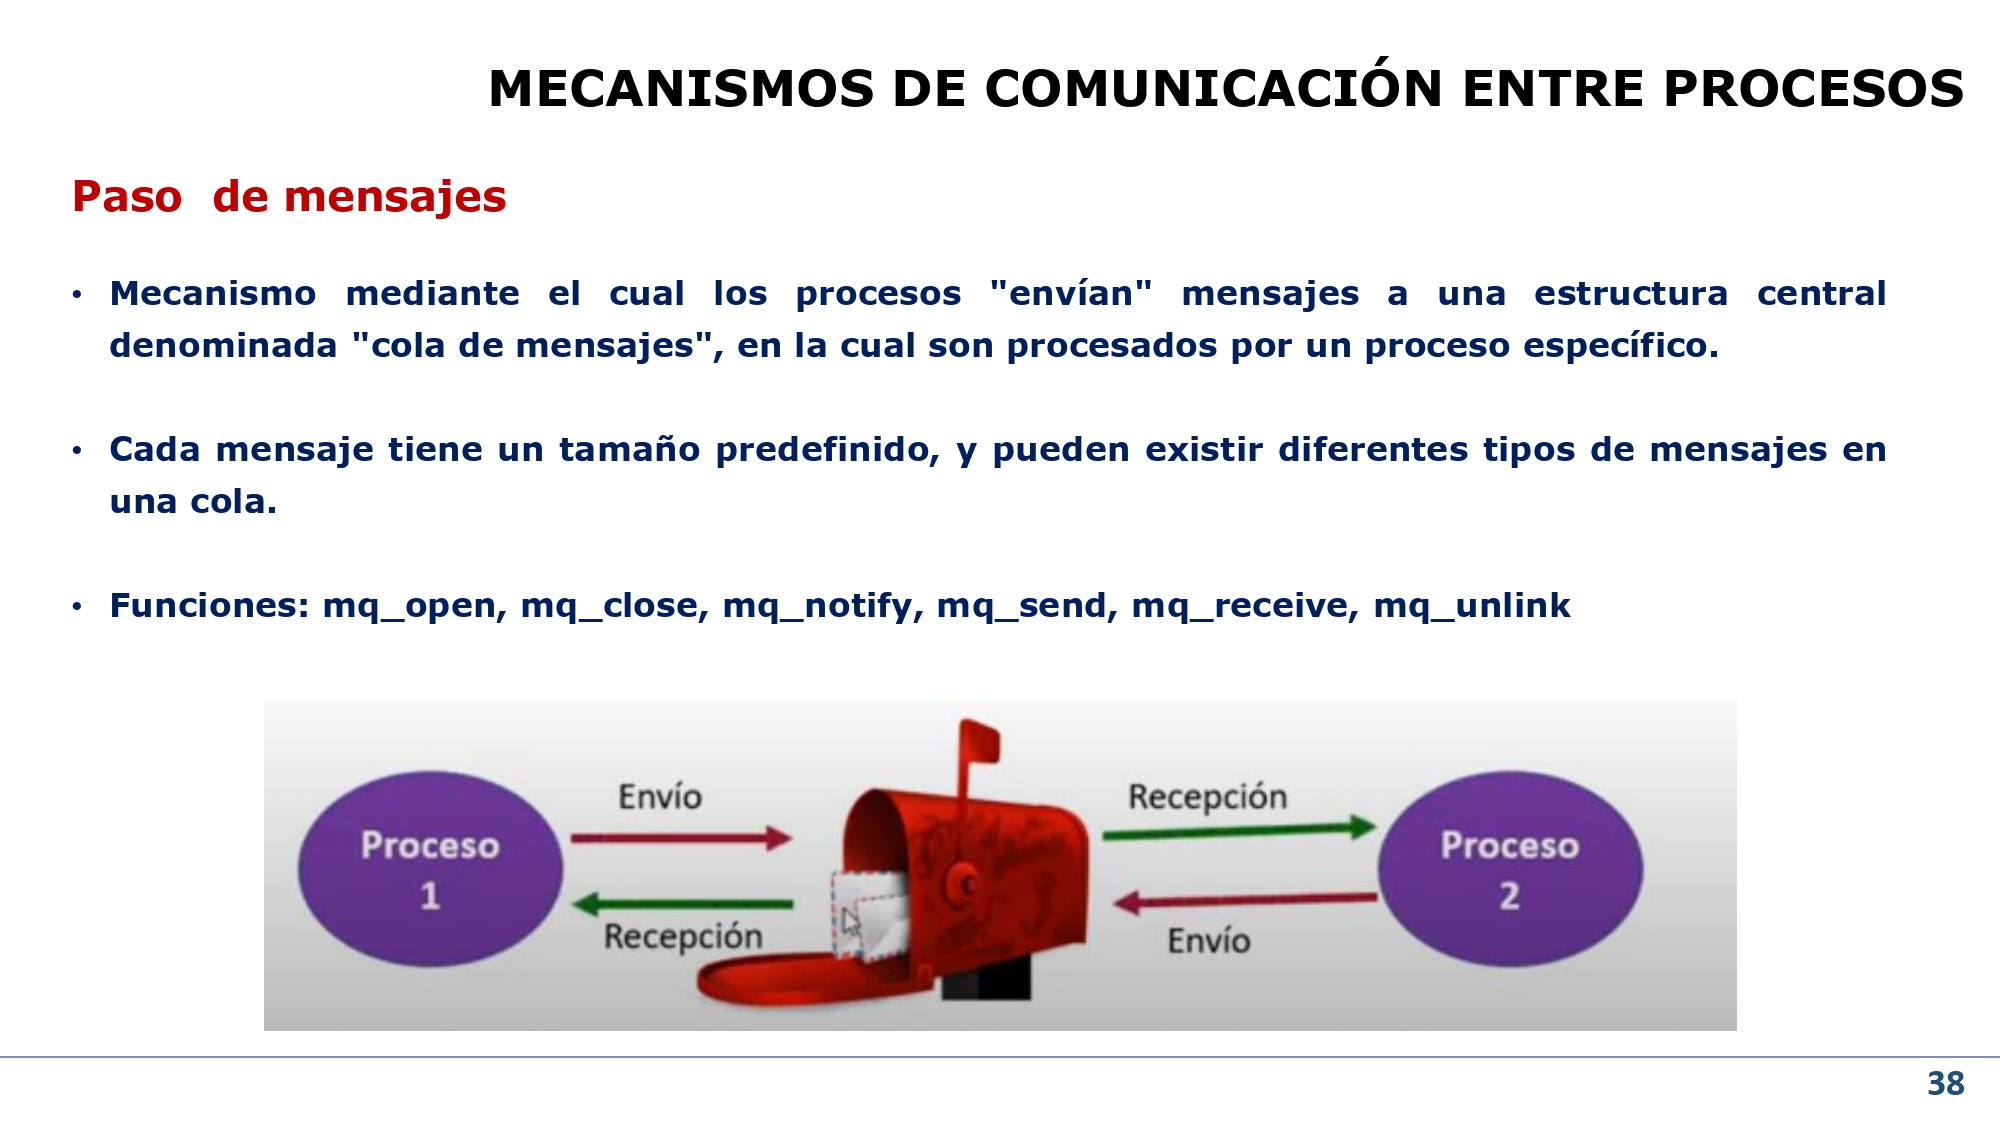 MECANISMOS DE COMUNICACIÓN ENTRE PROCESOS
Paso  de mensajes
• Mecanismo mediante el cual los procesos "envían" mensajes a una estructura central
denominada "cola de mensajes", en la cual son procesados por un proceso específico.
• Cada mensaje tiene un tamaño predefinido, y pueden existir diferentes tipos de mensajes en
una cola.
• Funciones: mq_open, mq_close, mq_notify, mq_send, mq_receive, mq_unlink
Proceso
1
Envío
Recepción
Recepción
Envío
Proceso
2
38